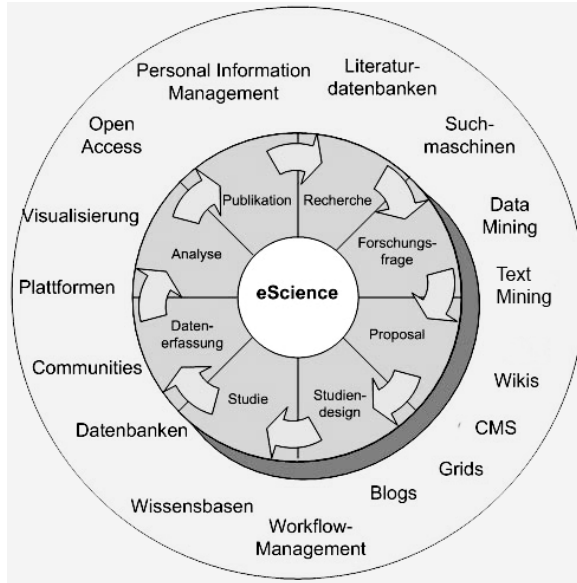 Personal Information
Management
Literatur-
datenbanken
Such-
maschinen
Data
Mining
Text
Mining
Wikis
CMS
Grids
Blogs
Workflow-
Management
Wissensbasen
Datenbanken
Communities
Plattformen
Visualisierung
Open
Access
Publikation
Recherche
Forschungs-
frage
Proposal
Studien-
design
Studie
Daten-
erfassung
Analyse
eScience